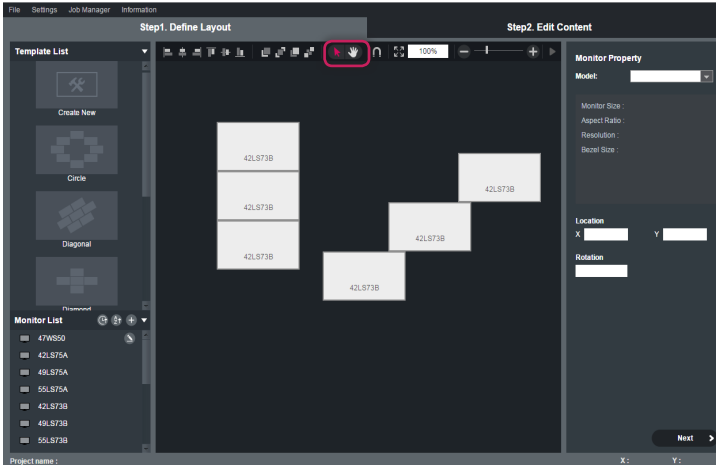 File Settings Job Manager Information
Step1. Define Layout Step2. Edit Content
Template List
100%
Create New
Circle
Diagonal
Diamond
Monitor List
47WS50
42LS75A
49LS75A
55LS75A
42LS73B
49LS73B
55LS73B
42LS73B
42LS73B
42LS73B
42LS73B
42LS73B
42LS73B
Monitor Property
Model:
Monitor Size :
Aspect Ratio :
Resolution :
Bezel Size :
Location
X Y
Rotation
Next
Project name : X : Y :